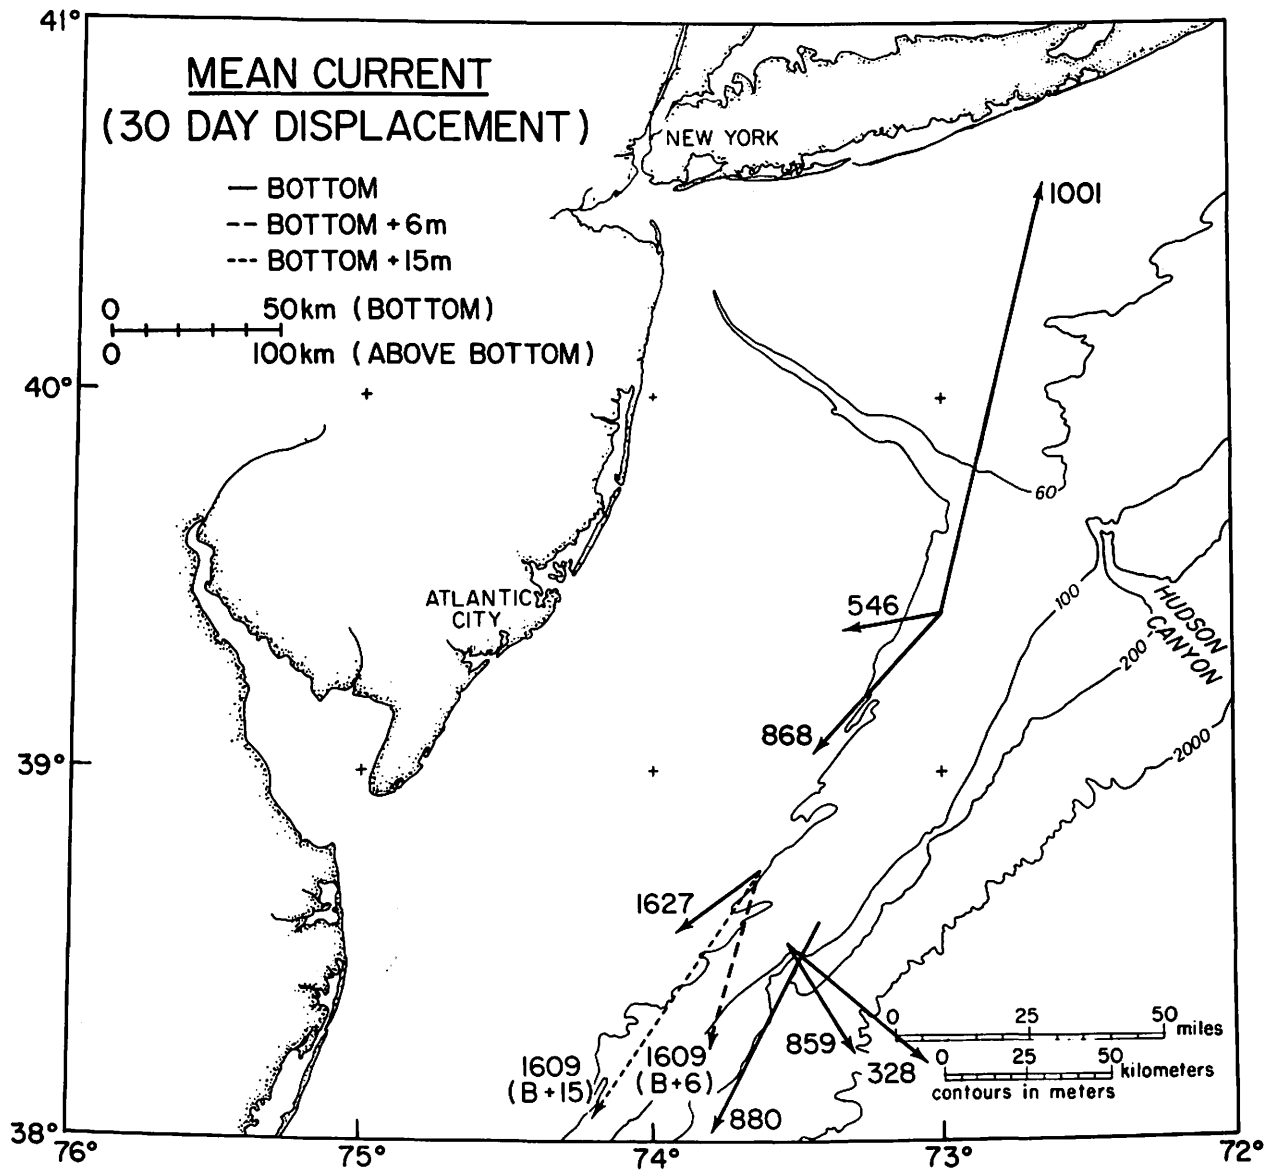 41°
MEAN CURRENT
(30 DAY DISPLACEMENT)
NEW YORK
— BOTTOM
-- BOTTOM + 6m
--- BOTTOM + 15m
1001
0 50km (BOTTOM)
0 100km (ABOVE BOTTOM)
40°
60
ATLANTIC
CITY
546
100
HUDSON
CANYON
200
868
2000
39°
1627
0 25 50 miles
859
1609
(B+15)
1609
(B+6)
328
0 25 50 kilometers
contours in meters
880
38°
76° 75° 74° 73° 72°